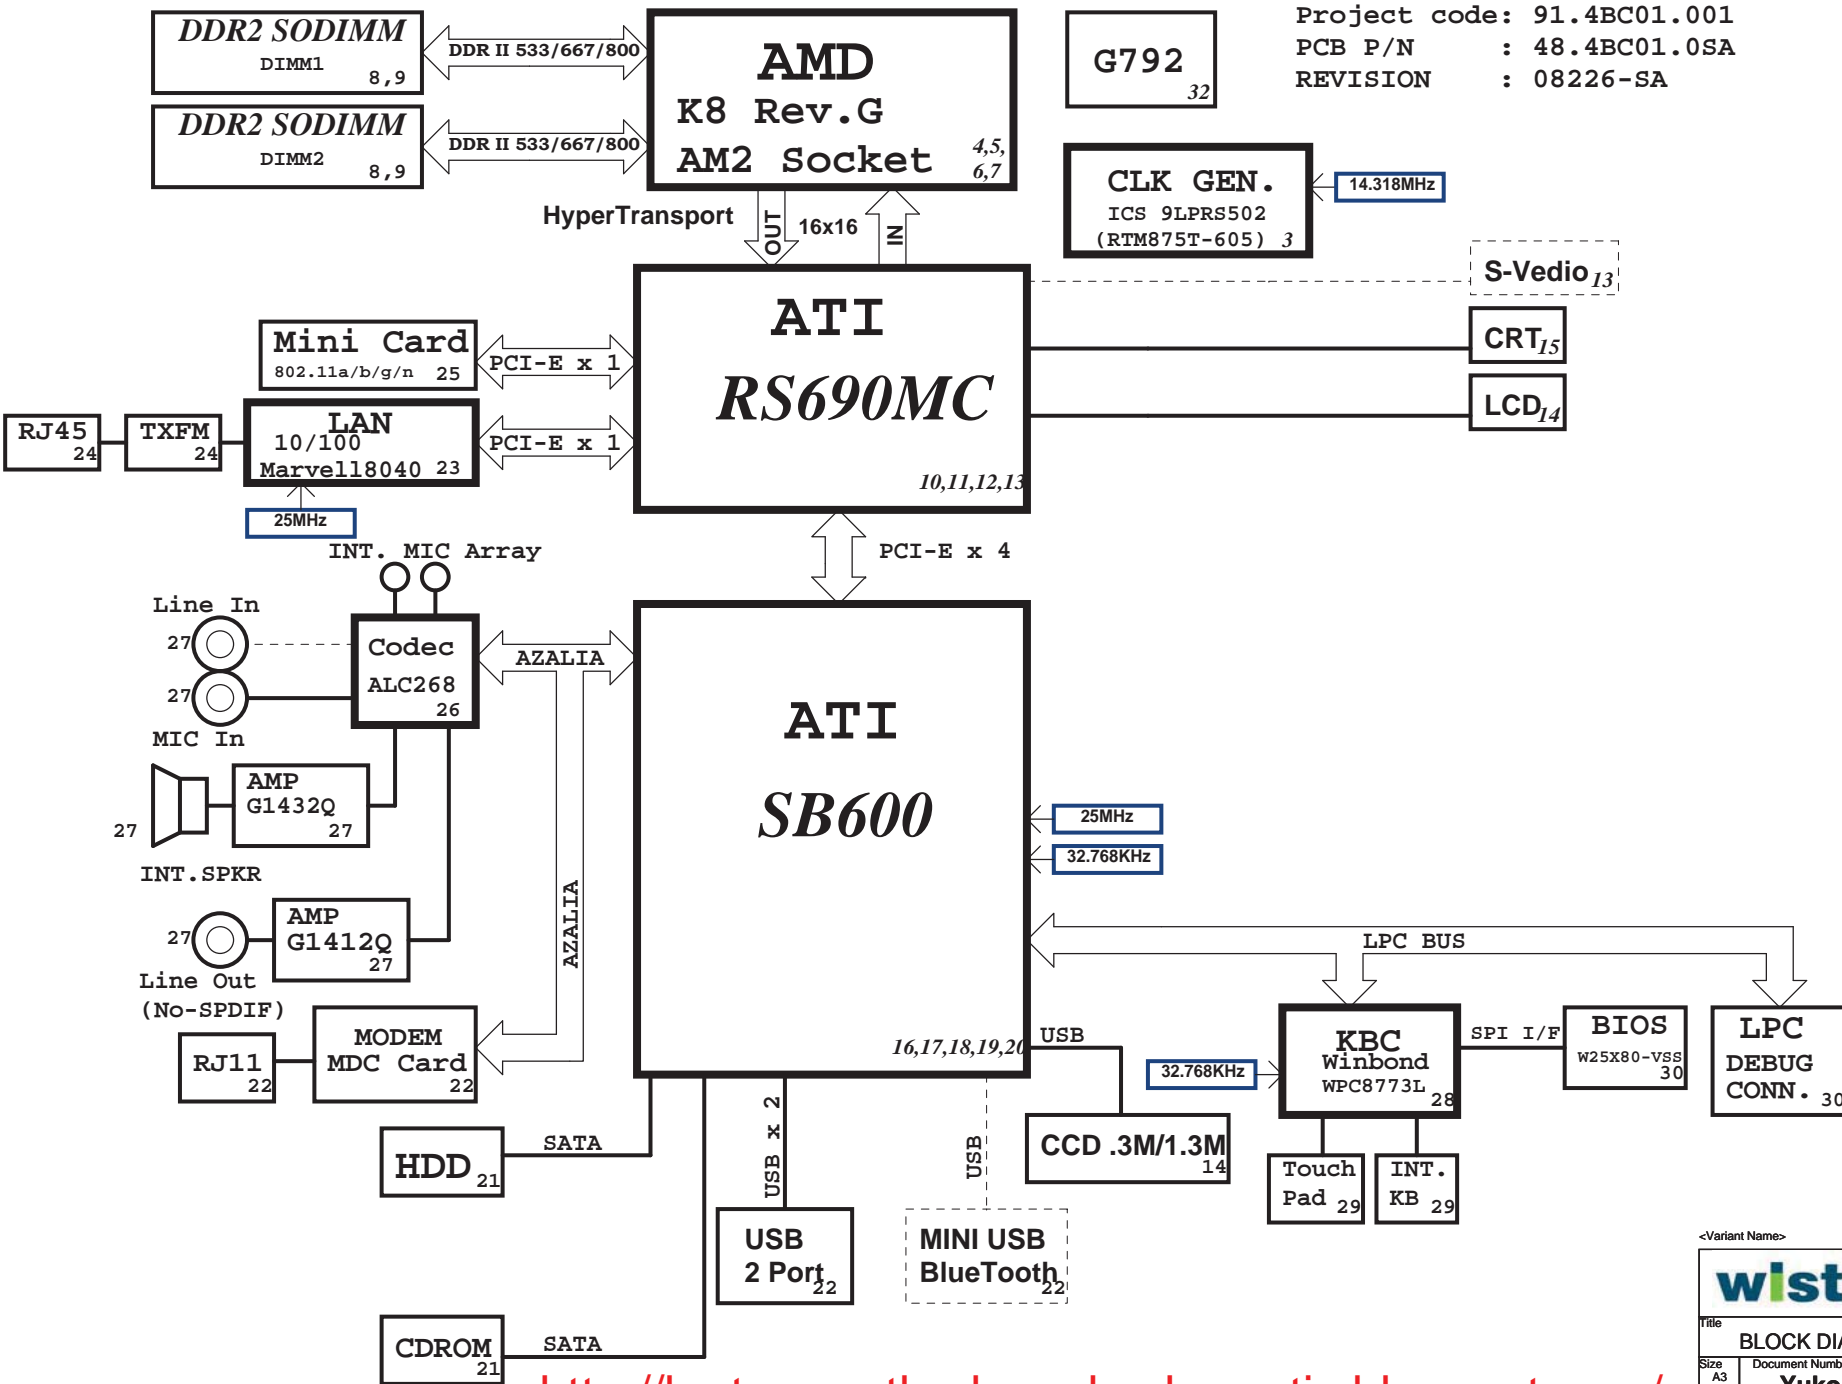 Project code: 91.4BC01.001
PCB P/N : 48.4BC01.0SA
REVISION : 08226-SA
DDR2 SODIMM
DIMM1
8,9
DDR II 533/667/800
DDR2 SODIMM
DIMM2
8,9
DDR II 533/667/800
AMD
K8 Rev.G
AM2 Socket
4,5,
6,7
G792
32
CLK GEN.
ICS 9LPRS502
(RTM875T-605) 3
14.318MHz
HyperTransport
OUT
16x16
IN
S-Vedio 13
CRT 15
LCD 14
ATI
RS690MC
10,11,12,13
Mini Card
802.11a/b/g/n 25
PCI-E x 1
RJ45
24
TXFM
24
LAN
10/100
Marvell8040 23
PCI-E x 1
25MHz
PCI-E x 4
INT. MIC Array
Line In
27
27
MIC In
Codec
ALC268
26
AZALIA
AZALIA
AMP
G1432Q
27
27
INT.SPKR
AMP
G1412Q
27
27
Line Out
(No-SPDIF)
RJ11
22
MODEM
MDC Card
22
ATI
SB600
16,17,18,19,20
25MHz
32.768KHz
LPC BUS
USB
CCD .3M/1.3M
14
32.768KHz
KBC
Winbond
WPC8773L
28
SPI I/F
BIOS
W25X80-VSS
30
LPC
DEBUG
CONN. 30
Touch
Pad 29
INT.
KB 29
HDD 21
SATA
USB x 2
USB
2 Port
22
USB
MINI USB
BlueTooth
22
CDROM
21
SATA
<Variant Name>
wist
Title
BLOCK DIA
Size
A3
Document Numb